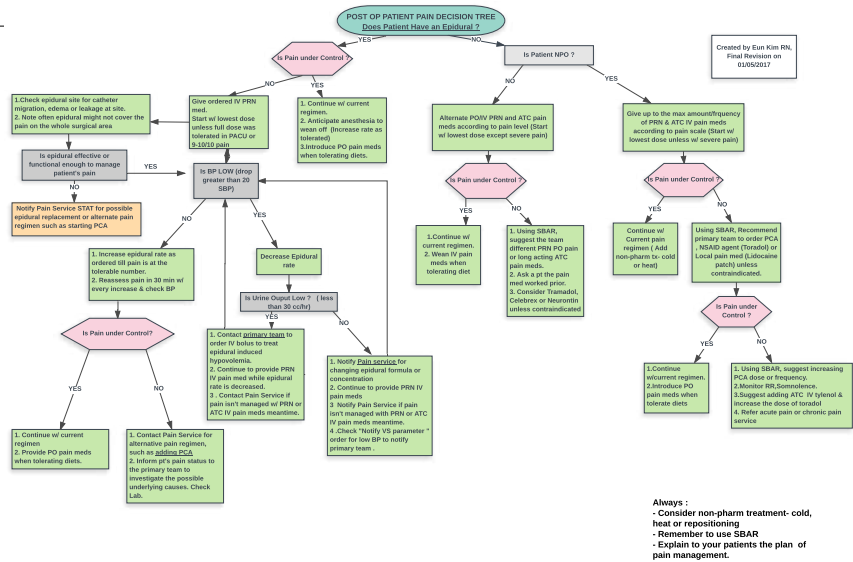 POST OP PATIENT PAIN DECISION TREE
Does Patient Have an Epidural ?
YES
NO
Created by Eun Kim RN,
Final Revision on
01/05/2017
Is Pain under Control ?
Is Patient NPO ?
NO
YES
NO
YES
1.Check epidural site for catheter
migration, edema or leakage at site.
2. Note often epidural might not cover the
pain on the whole surgical area
Give ordered IV PRN
med.
Start w/ lowest dose
unless full dose was
tolerated in PACU or
9-10/10 pain
1. Continue w/ current
regimen.
2. Anticipate anesthesia to
wean off (Increase rate as
tolerated)
3.Introduce PO pain meds
when tolerating diets.
Alternate PO/IV PRN and ATC pain
meds according to pain level (Start
w/ lowest dose except severe pain)
Give up to the max amount/frquency
of PRN & ATC IV pain meds
according to pain scale (Start w/
lowest dose unless w/ severe pain)
Is epidural effective or
functional enough to manage
patient's pain
YES
NO
Is BP LOW (drop
greater than 20
SBP)
Is Pain under Control ?
Is Pain under Control ?
YES
NO
YES
NO
Notify Pain Service STAT for possible
epidural replacement or alternate pain
regimen such as starting PCA
NO
YES
1.Continue w/
current regimen.
2. Wean IV pain
meds when
tolerating diet
1. Using SBAR,
suggest the team
different PRN PO pain
or long acting ATC
pain meds.
2. Ask a pt the pain
med worked prior.
3. Consider Tramadol,
Celebrex or Neurontin
unless contraindicated
Continue w/
Current pain
regimen ( Add
non-pharm tx- cold
or heat)
Using SBAR, Recommend
primary team to order PCA
, NSAID agent (Toradol) or
Local pain med (Lidocaine
patch) unless
contraindicated.
1. Increase epidural rate as
ordered till pain is at the
tolerable number.
2. Reassess pain in 30 min w/
every increase & check BP
Decrease Epidural
rate
Is Urine Ouput Low ? ( less
than 30 cc/hr)
YES
NO
Is Pain under Control?
Is Pain under
Control ?
YES
NO
YES
NO
1. Contact primary team to
order IV bolus to treat
epidural induced
hypovolemia.
2. Continue to provide PRN
IV pain med while epidural
rate is decreased.
3 . Contact Pain Service if
pain isn't managed w/ PRN or
ATC IV pain meds meantime.
1. Notify Pain service for
changing epidural formula or
concentration
2. Continue to provide PRN IV
pain meds
3 Notify Pain Service if pain
isn't managed with PRN or ATC
IV pain meds meantime.
4 .Check "Notify VS parameter "
order for low BP to notify
primary team .
1.Continue
w/current regimen.
2.Introduce PO
pain meds when
tolerate diets
1. Using SBAR, suggest increasing
PCA dose or frequency.
2.Monitor RR,Somnolence.
3.Suggest adding ATC IV tylenol &
increase the dose of toradol
4. Refer acute pain or chronic pain
service
1. Continue w/ current
regimen
2. Provide PO pain meds
when tolerating diets.
1. Contact Pain Service for
alternative pain regimen,
such as adding PCA
2. Inform pt's pain status to
the primary team to
investigate the possible
underlying causes. Check
Lab.
Always :
- Consider non-pharm treatment- cold,
heat or repositioning
- Remember to use SBAR
- Explain to your patients the plan of
pain management.